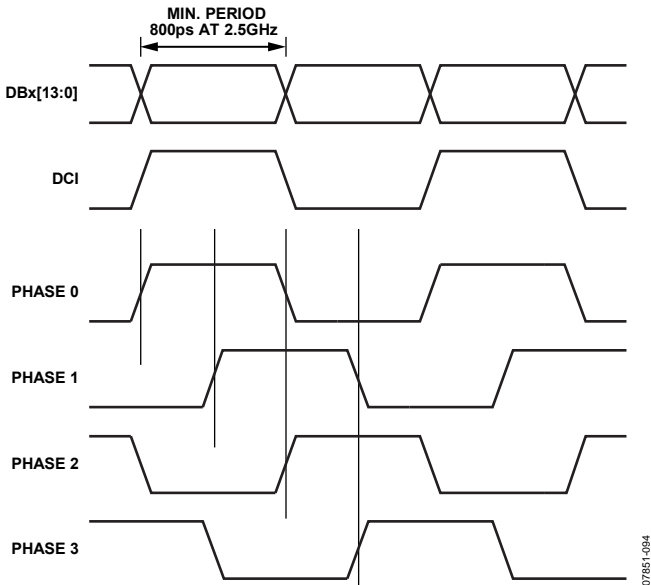 MIN. PERIOD
800ps AT 2.5GHz
DBx[13:0]
DCI
PHASE 0
PHASE 1
PHASE 2
PHASE 3
07851-094